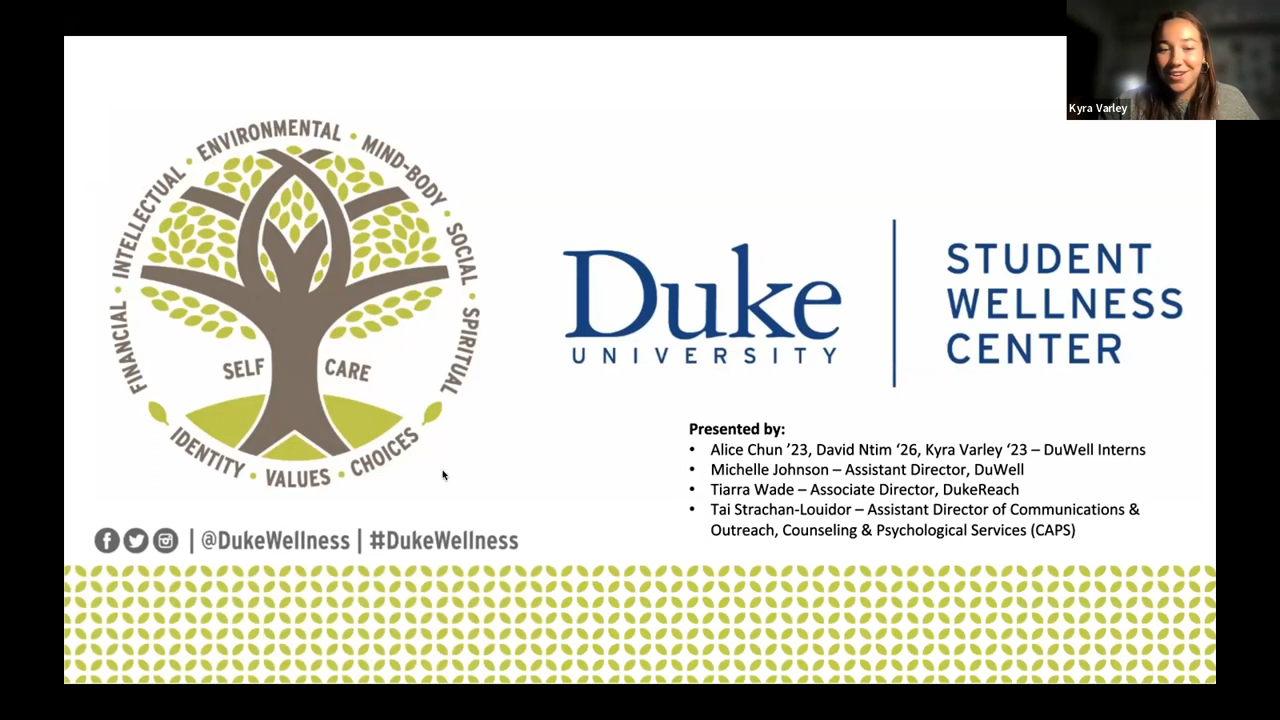 Kyra Varley
FINANCIAL • INTELLECTUAL • ENVIRONMENTAL • MIND-BODY • SOCIAL • SPIRITUAL
SELF CARE
IDENTITY • VALUES • CHOICES
Duke
UNIVERSITY
STUDENT
WELLNESS
CENTER
Presented by:
• Alice Chun ’23, David Ntim ‘26, Kyra Varley ‘23 – DuWell Interns
• Michelle Johnson – Assistant Director, DuWell
• Tiarra Wade – Associate Director, DukeReach
• Tai Strachan-Louidor – Assistant Director of Communications &
Outreach, Counseling & Psychological Services (CAPS)
| @DukeWellness | #DukeWellness